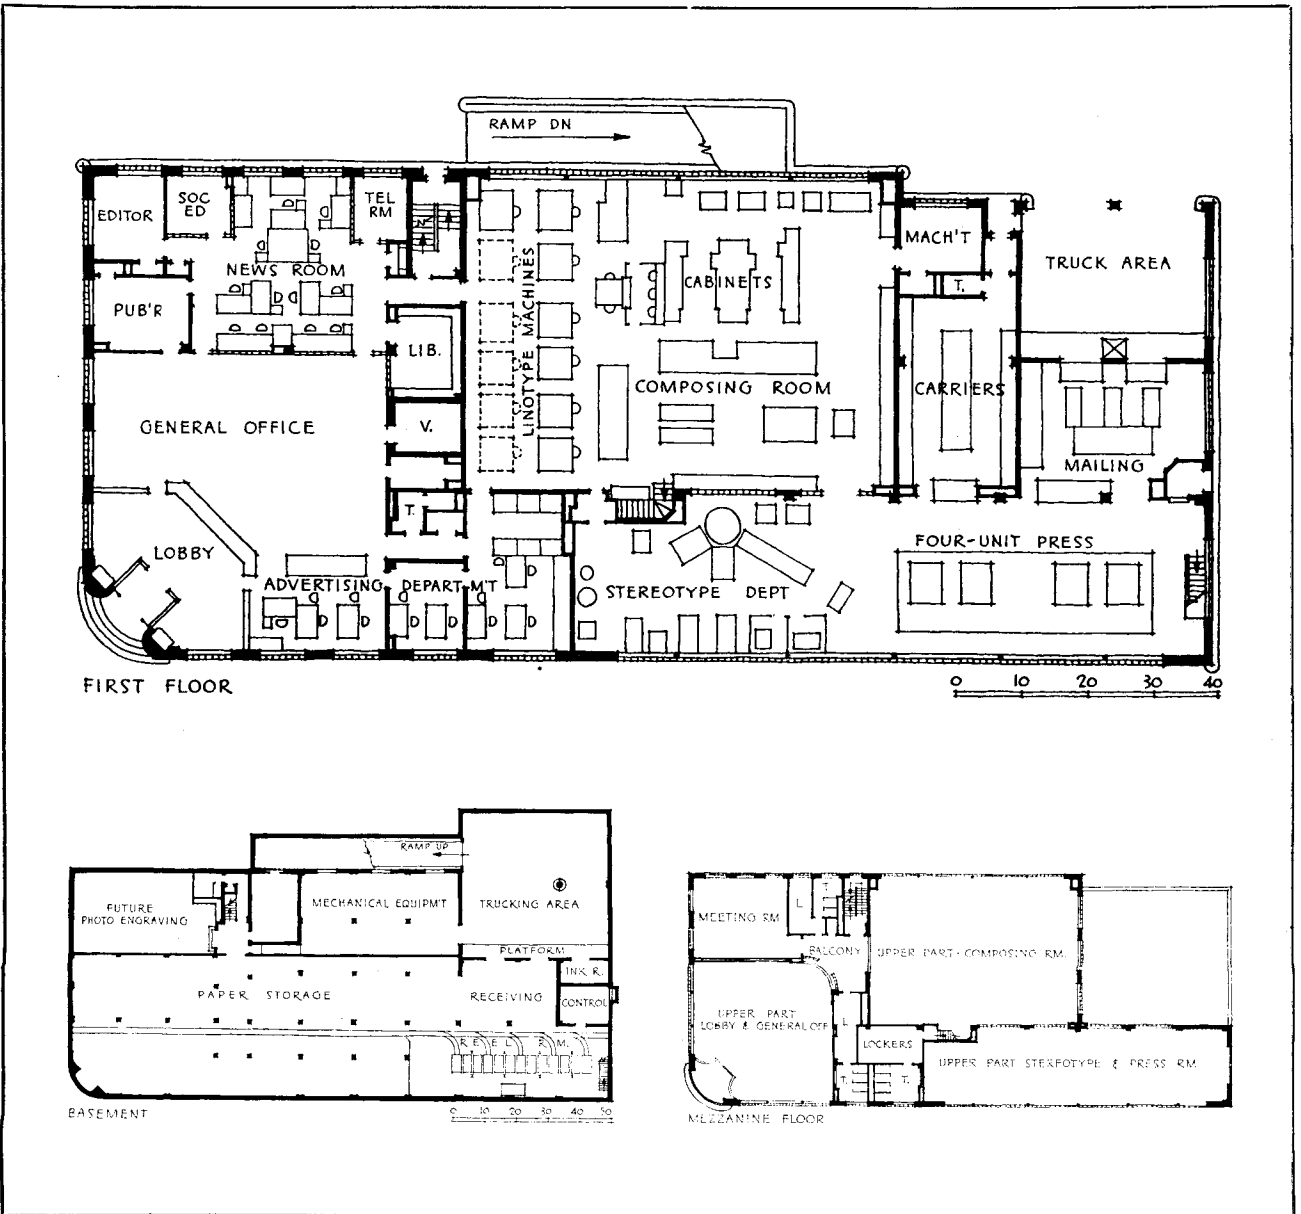 RAMP DN
EDITOR
SOC
ED
TEL
RM
NEWS ROOM
PUB'R
LIB.
V.
T.
GENERAL OFFICE
LOBBY
ADVERTISING DEPARTM'T
LINOTYPE MACHINES
CABINETS
COMPOSING ROOM
STEREOTYPE DEPT
MACH'T
T.
CARRIERS
TRUCK AREA
MAILING
FOUR-UNIT PRESS
FIRST FLOOR
0 10 20 30 40
RAMP UP
FUTURE
PHOTO ENGRAVING
MECHANICAL EQUIPM'T
TRUCKING AREA
PLATFORM
INK R.
PAPER STORAGE
RECEIVING
CONTROL
REEL RM.
BASEMENT
0 10 20 30 40 50
MEETING RM
L.
T.
BALCONY
UPPER PART - COMPOSING RM.
UPPER PART
LOBBY & GENERAL OFF
L
LOCKERS
T.
T.
UPPER PART STEREOTYPE & PRESS RM
MEZZANINE FLOOR